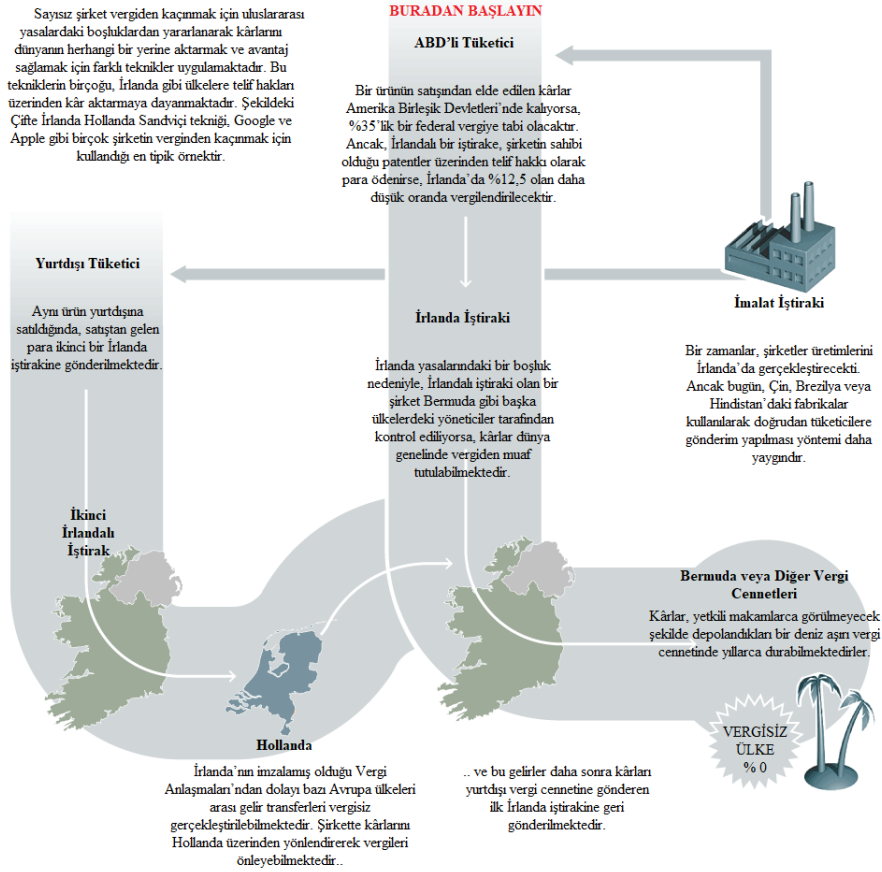 Sayısız şirket vergiden kaçınmak için uluslararası
yasalardaki boşluklardan yararlanarak kârlarını
dünyanın herhangi bir yerine aktarmak ve avantaj
sağlamak için farklı teknikler uygulamaktadır. Bu
tekniklerin birçoğu, İrlanda gibi ülkelere telif hakları
üzerinden kâr aktarmaya dayanmaktadır. Şekildeki
Çifte İrlanda Hollanda Sandviçi tekniği, Google ve
Apple gibi birçok şirketin verginden kaçınmak için
kullandığı en tipik örnektir.
BURADAN BAŞLAYIN
ABD’li Tüketici
Bir ürünün satışından elde edilen kârlar
Amerika Birleşik Devletleri’nde kalıyorsa,
%35’lik bir federal vergiye tabi olacaktır.
Ancak, İrlandalı bir iştirake, şirketin sahibi
olduğu patentler üzerinden telif hakkı olarak
para ödenirse, İrlanda’da %12,5 olan daha
düşük oranda vergilendirilecektir.
Yurtdışı Tüketici
Aynı ürün yurtdışına
satıldığında, satıştan gelen
para ikinci bir İrlanda
iştirakine gönderilmektedir.
İrlanda İştiraki
İrlanda yasalarındaki bir boşluk
nedeniyle, İrlandalı iştiraki olan bir
şirket Bermuda gibi başka
ülkelerdeki yöneticiler tarafından
kontrol ediliyorsa, kârlar dünya
genelinde vergiden muaf
tutulabilmektedir.
İmalat İştiraki
Bir zamanlar, şirketler üretimlerini
İrlanda’da gerçekleştirecekti.
Ancak bugün, Çin, Brezilya veya
Hindistan’daki fabrikalar
kullanılarak doğrudan tüketicilere
gönderim yapılması yöntemi daha
yaygındır.
İkinci
İrlandalı
İştirak
Hollanda
İrlanda’nın imzalamış olduğu Vergi
Anlaşmaları’ndan dolayı bazı Avrupa ülkeleri
arası gelir transferleri vergisiz
gerçekleştirilebilmektedir. Şirkette kârlarını
Hollanda üzerinden yönlendirerek vergileri
önleyebilmektedir..
.. ve bu gelirler daha sonra kârları
yurtdışı vergi cennetine gönderen
ilk İrlanda iştirakine geri
gönderilmektedir.
Bermuda veya Diğer Vergi
Cennetleri
Kârlar, yetkili makamlarca görülmeyecek
şekilde depolandıkları bir deniz aşırı vergi
cennetinde yıllarca durabilmektedirler.
VERGİSİZ
ÜLKE
% 0